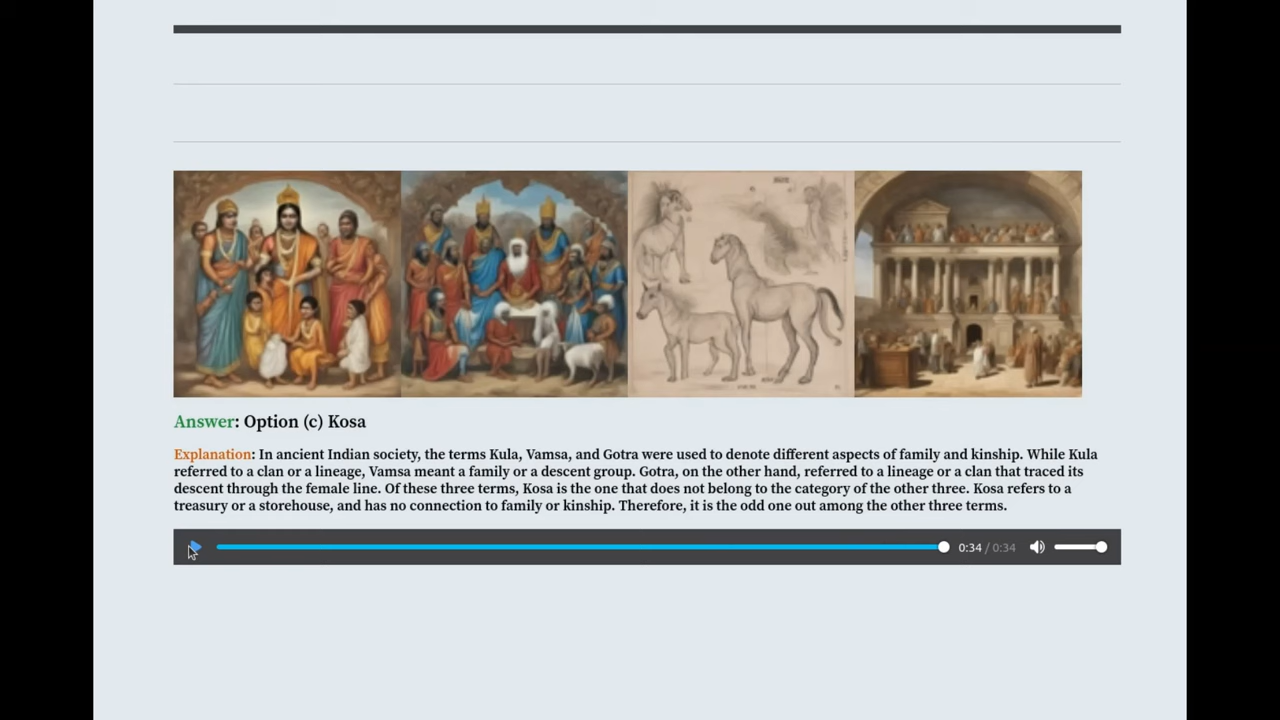 Answer: Option (c) Kosa
Explanation: In ancient Indian society, the terms Kula, Vamsa, and Gotra were used to denote different aspects of family and kinship. While Kula
referred to a clan or a lineage, Vamsa meant a family or a descent group. Gotra, on the other hand, referred to a lineage or a clan that traced its
descent through the female line. Of these three terms, Kosa is the one that does not belong to the category of the other three. Kosa refers to a
treasury or a storehouse, and has no connection to family or kinship. Therefore, it is the odd one out among the other three terms.
0:34 / 0:34